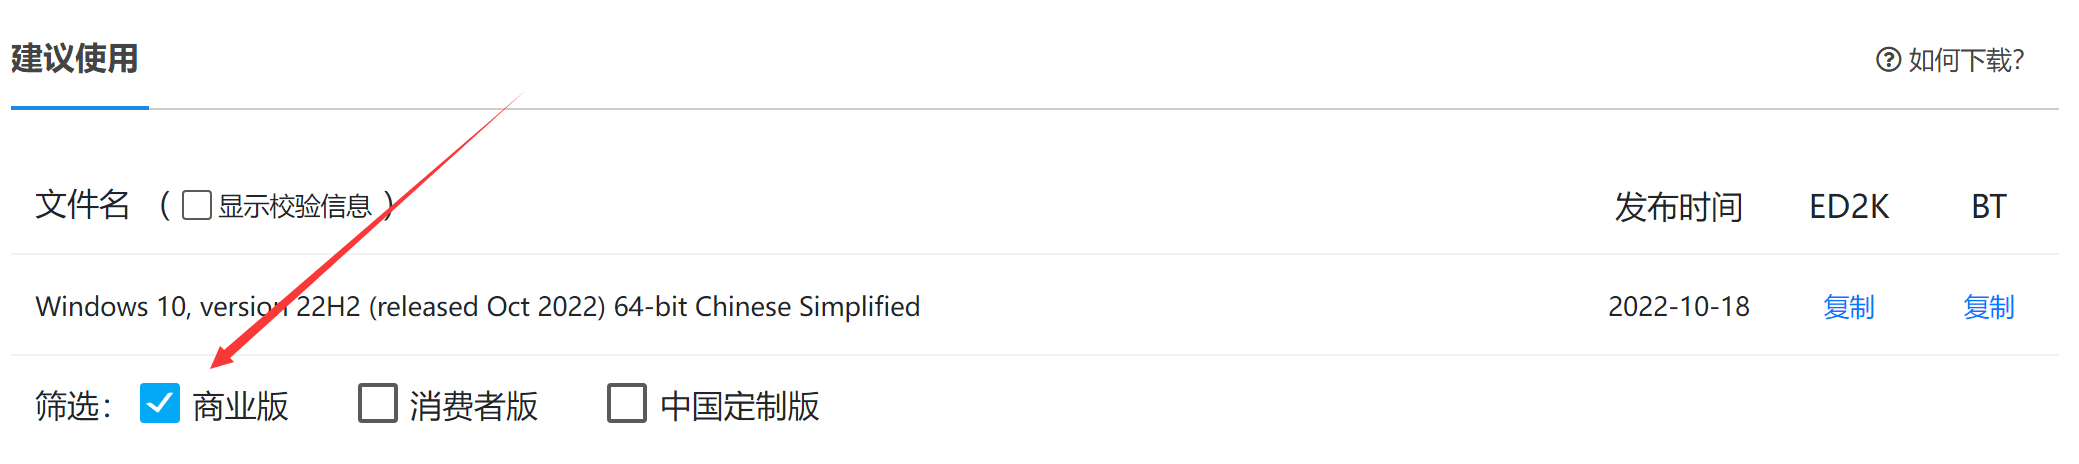 建议使用 如何下载?
文件名 ( 显示校验信息 ) 发布时间 ED2K BT
Windows 10, version 22H2 (released Oct 2022) 64-bit Chinese Simplified 2022-10-18 复制 复制
筛选: 商业版 消费者版 中国定制版